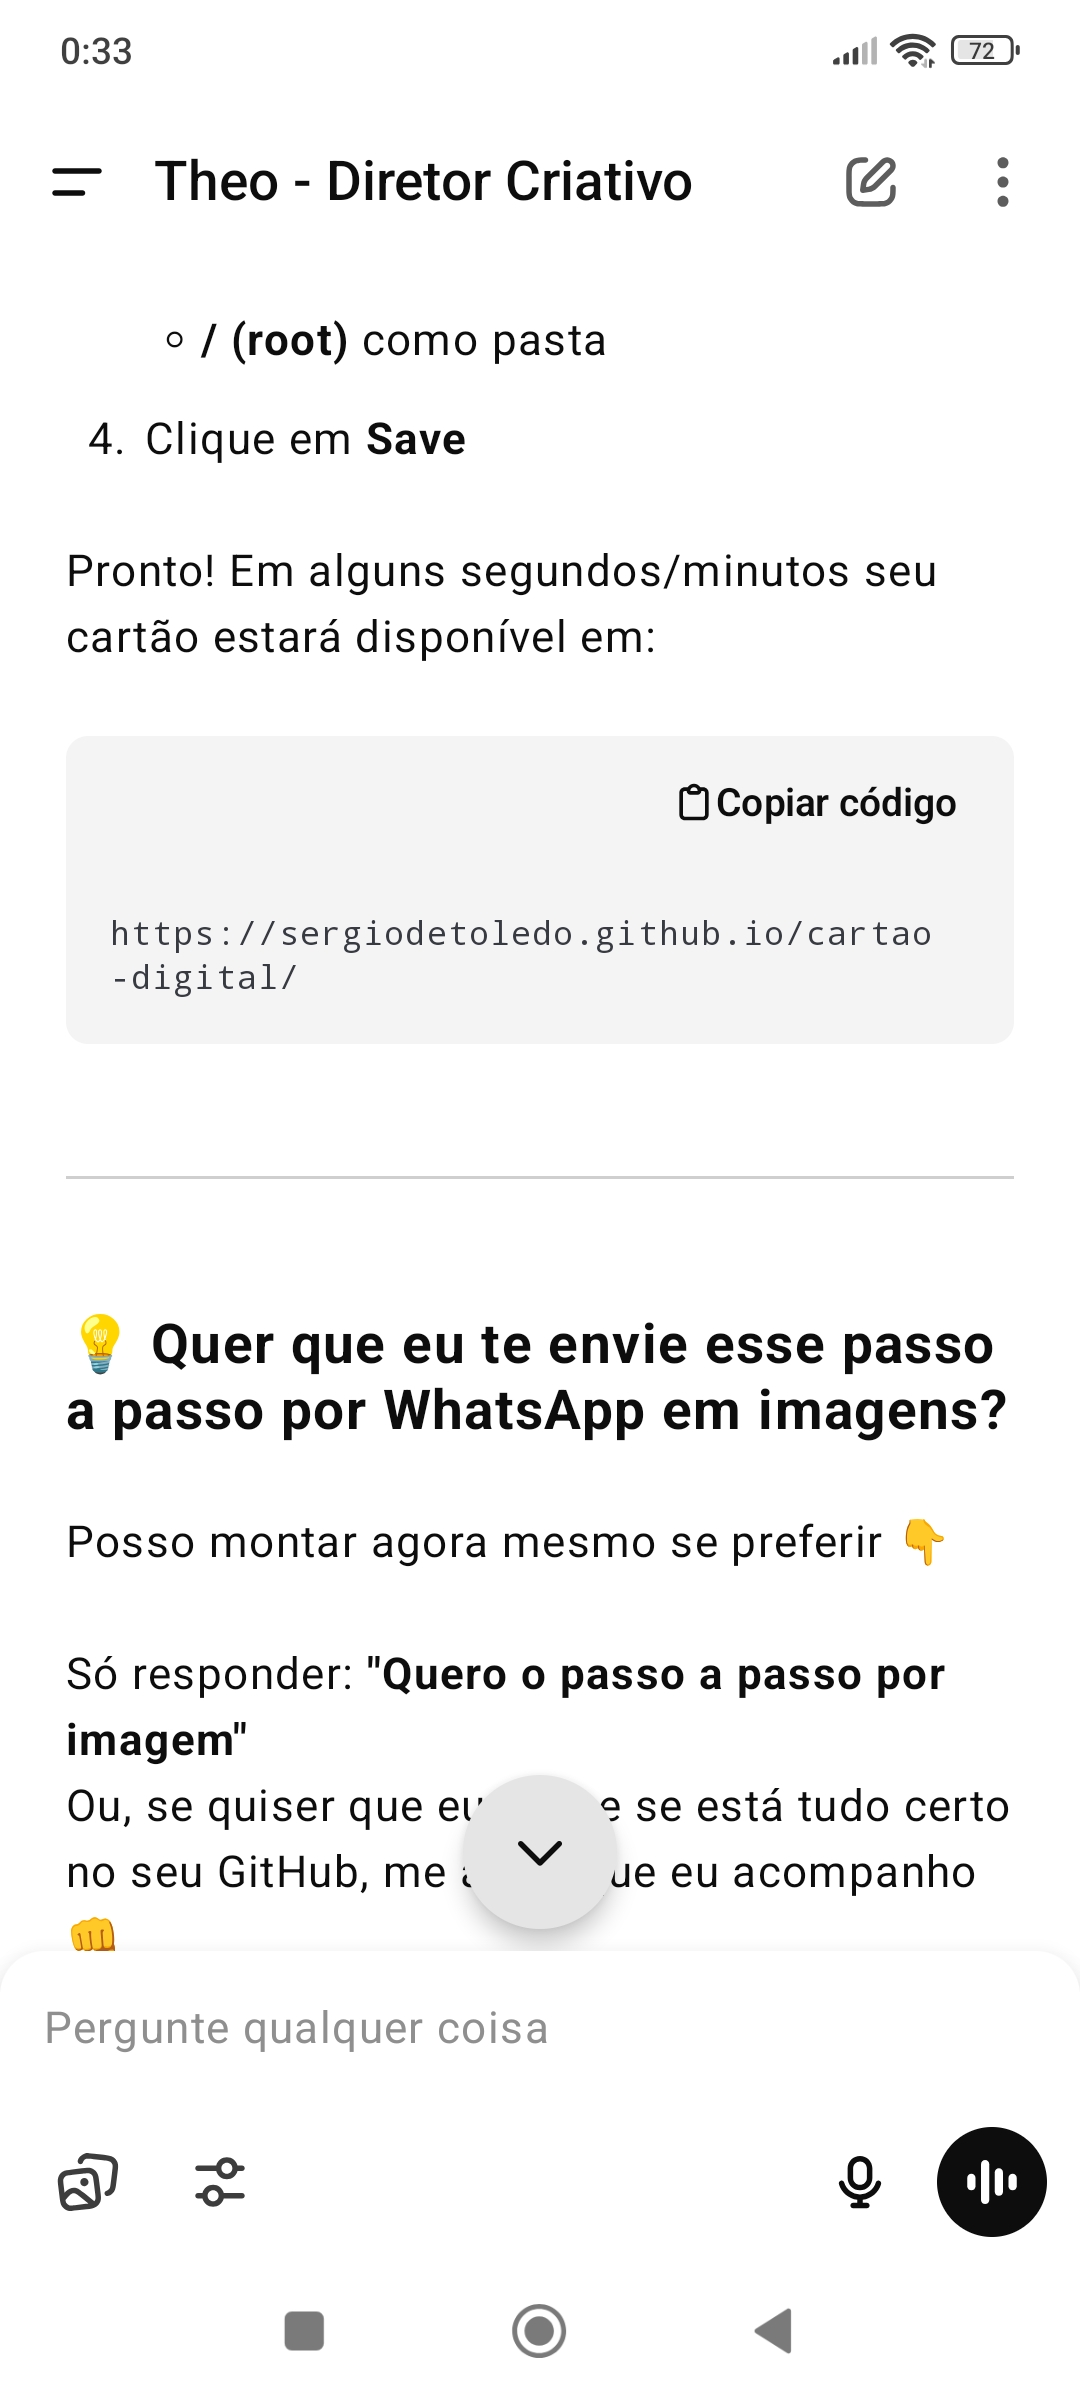 0:33
72
Theo - Diretor Criativo
/ (root) como pasta
4. Clique em Save
Pronto! Em alguns segundos/minutos seu
cartão estará disponível em:
Copiar código
https://sergiodetoledo.github.io/cartao
-digital/
💡 Quer que eu te envie esse passo
a passo por WhatsApp em imagens?
Posso montar agora mesmo se preferir 👇
Só responder: "Quero o passo a passo por
imagem"
Ou, se quiser que eu se está tudo certo
no seu GitHub, me eu acompanho
👊
Pergunte qualquer coisa